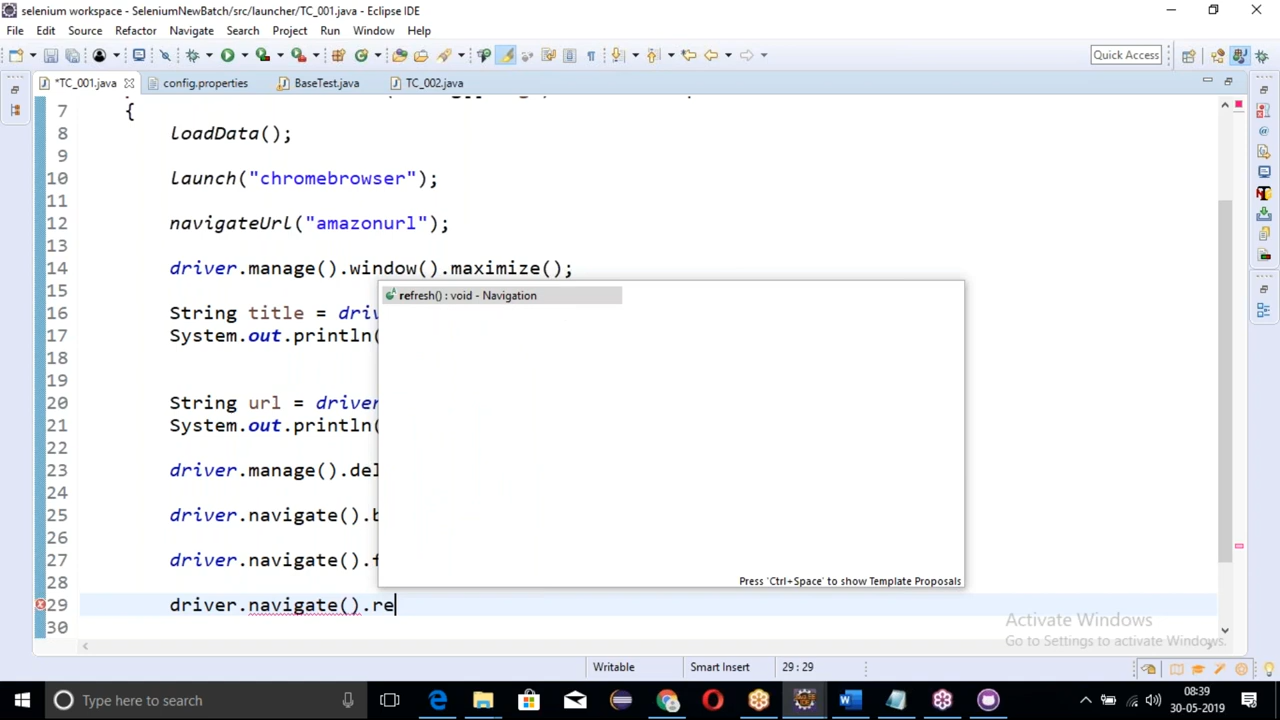 selenium workspace - SeleniumNewBatch/src/launcher/TC_001.java - Eclipse IDE
File Edit Source Refactor Navigate Search Project Run Window Help
Quick Access
*TC_001.java config.properties BaseTest.java TC_002.java
7 {
8 loadData();
9
10 launch("chromebrowser");
11
12 navigateUrl("amazonurl");
13
14 driver.manage().window().maximize();
15
16 String title = driv
17 System.out.println(
18
19
20 String url = driver
21 System.out.println(
22
23 driver.manage().del
24
25 driver.navigate().b
26
27 driver.navigate().f
28
29 driver.navigate().re
30
refresh() : void - Navigation
Press 'Ctrl+Space' to show Template Proposals
Activate Windows
Go to Settings to activate Windows.
Writable Smart Insert 29 : 29
Type here to search
08:39
30-05-2019